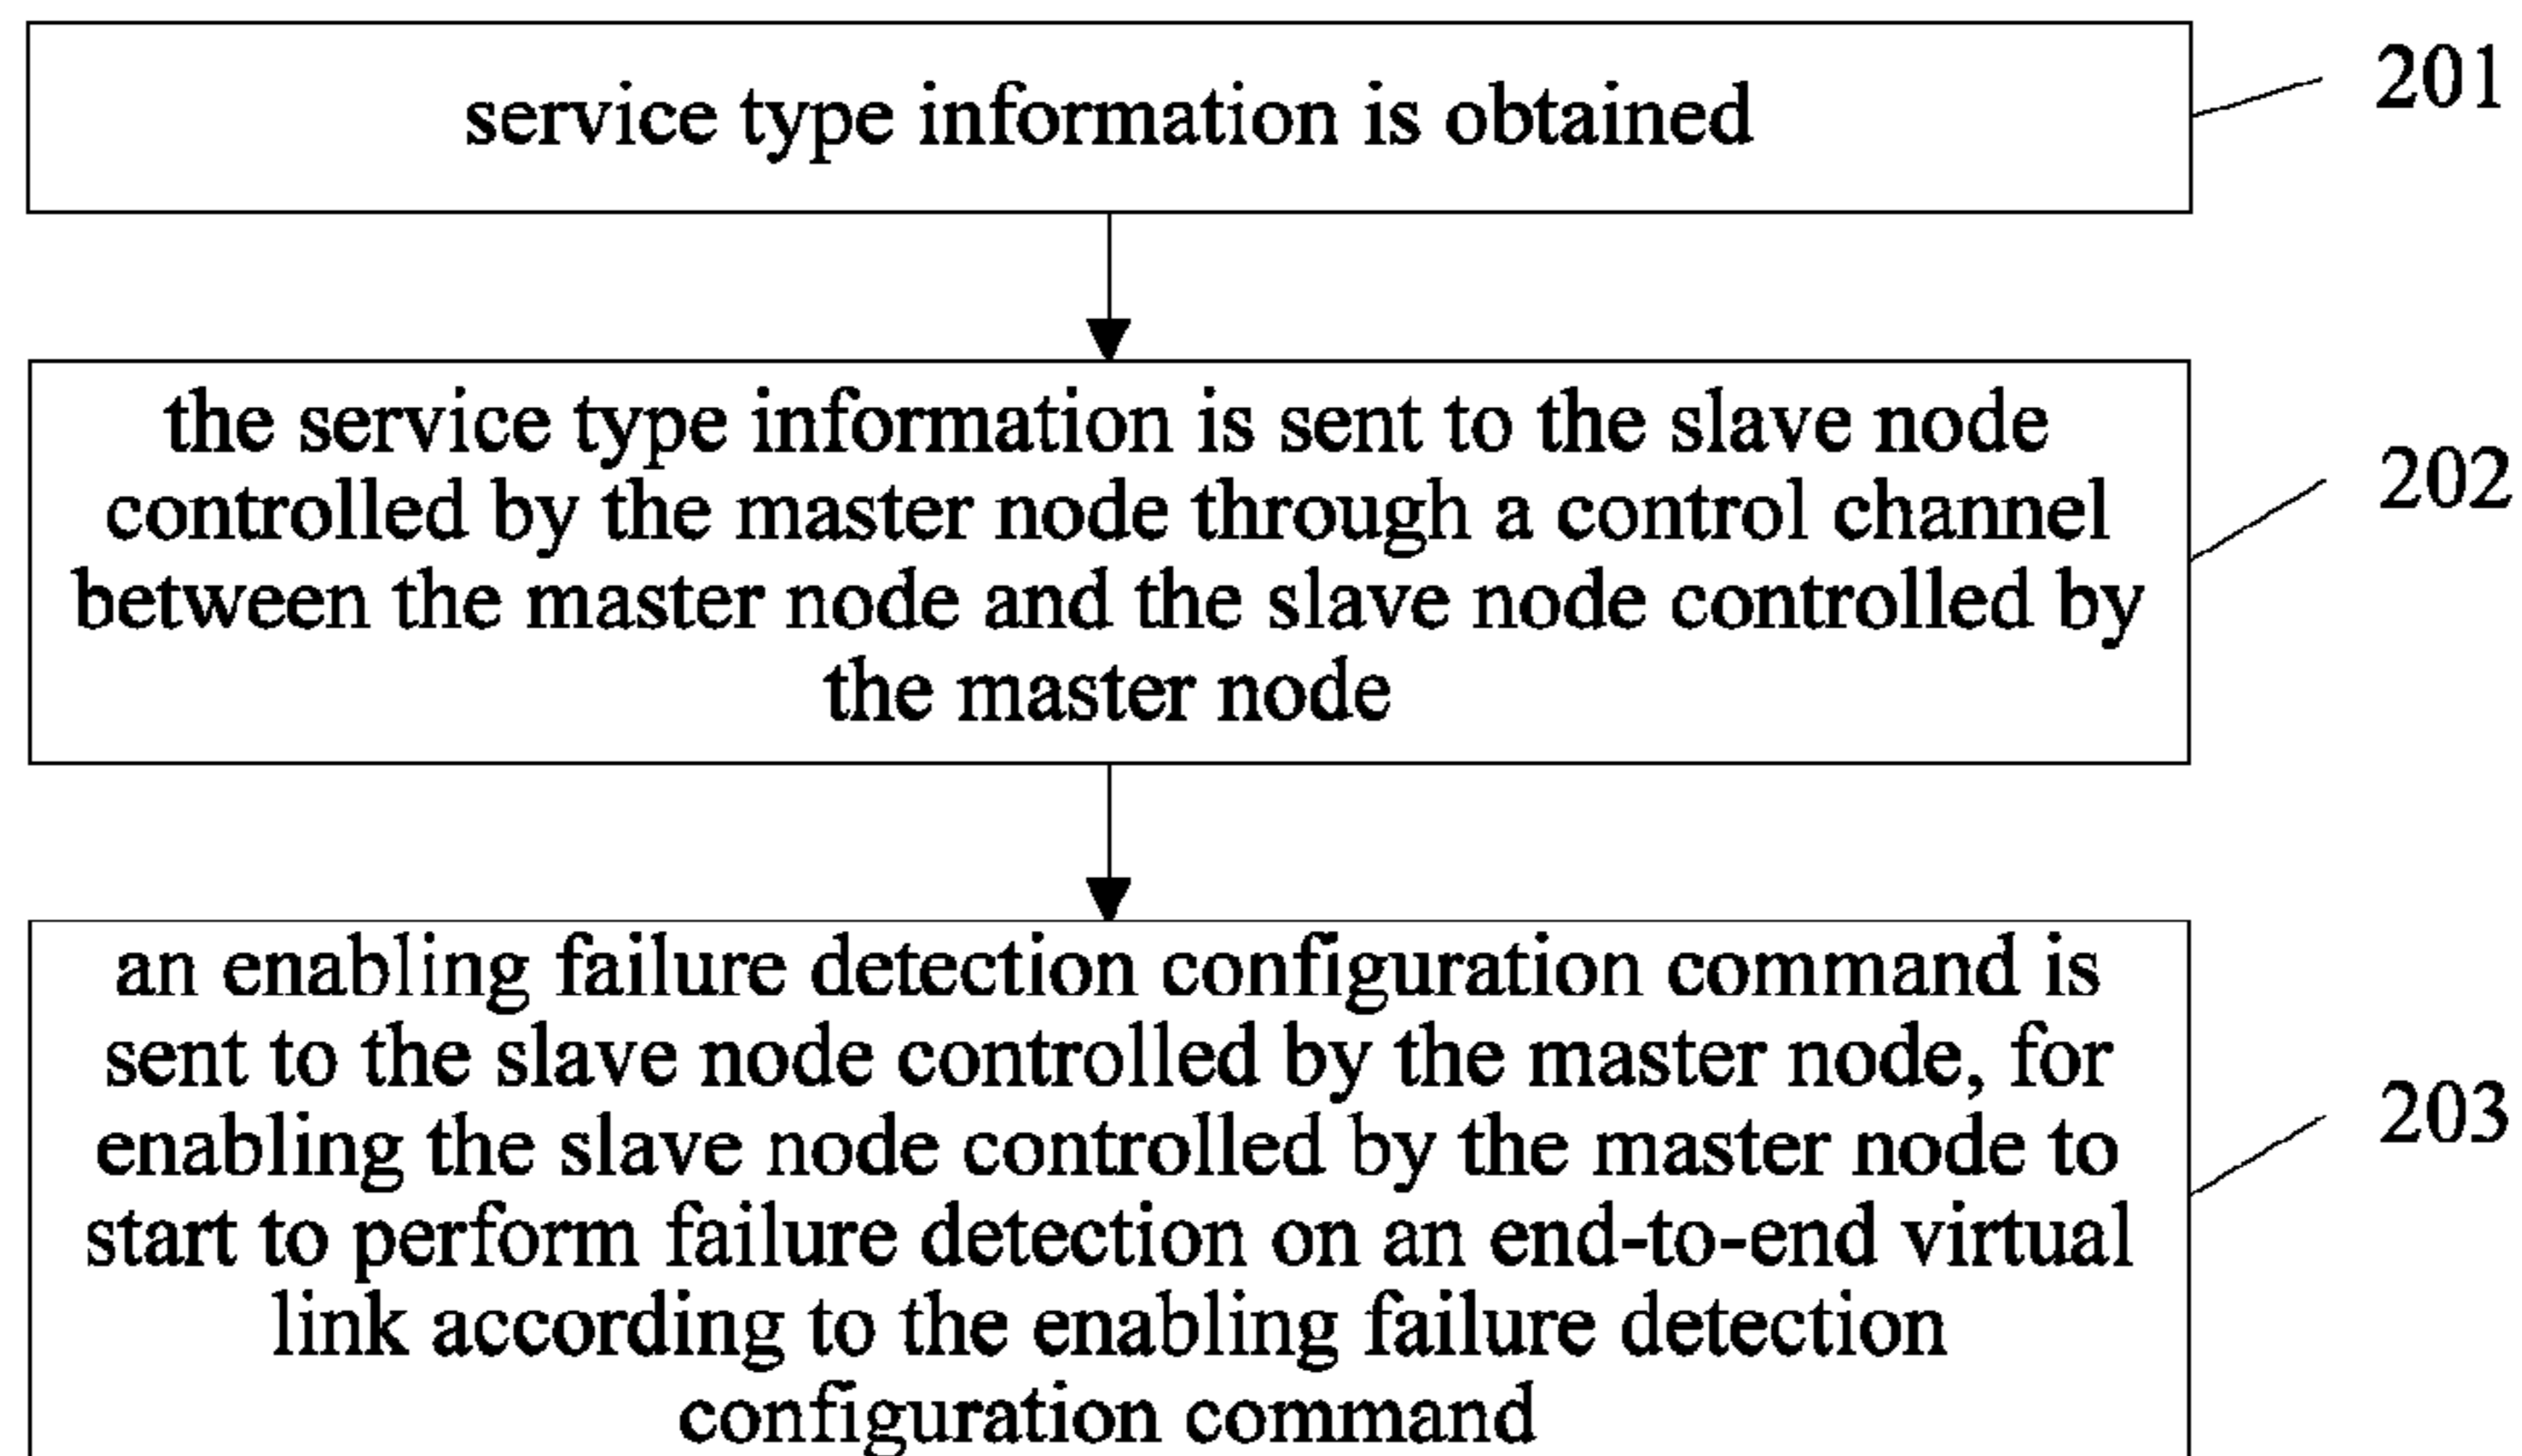 service type information is obtained
201
the service type information is sent to the slave node
controlled by the master node through a control channel
between the master node and the slave node controlled by
the master node
202
an enabling failure detection configuration command is
sent to the slave node controlled by the master node, for
enabling the slave node controlled by the master node to
start to perform failure detection on an end-to-end virtual
link according to the enabling failure detection
configuration command
203